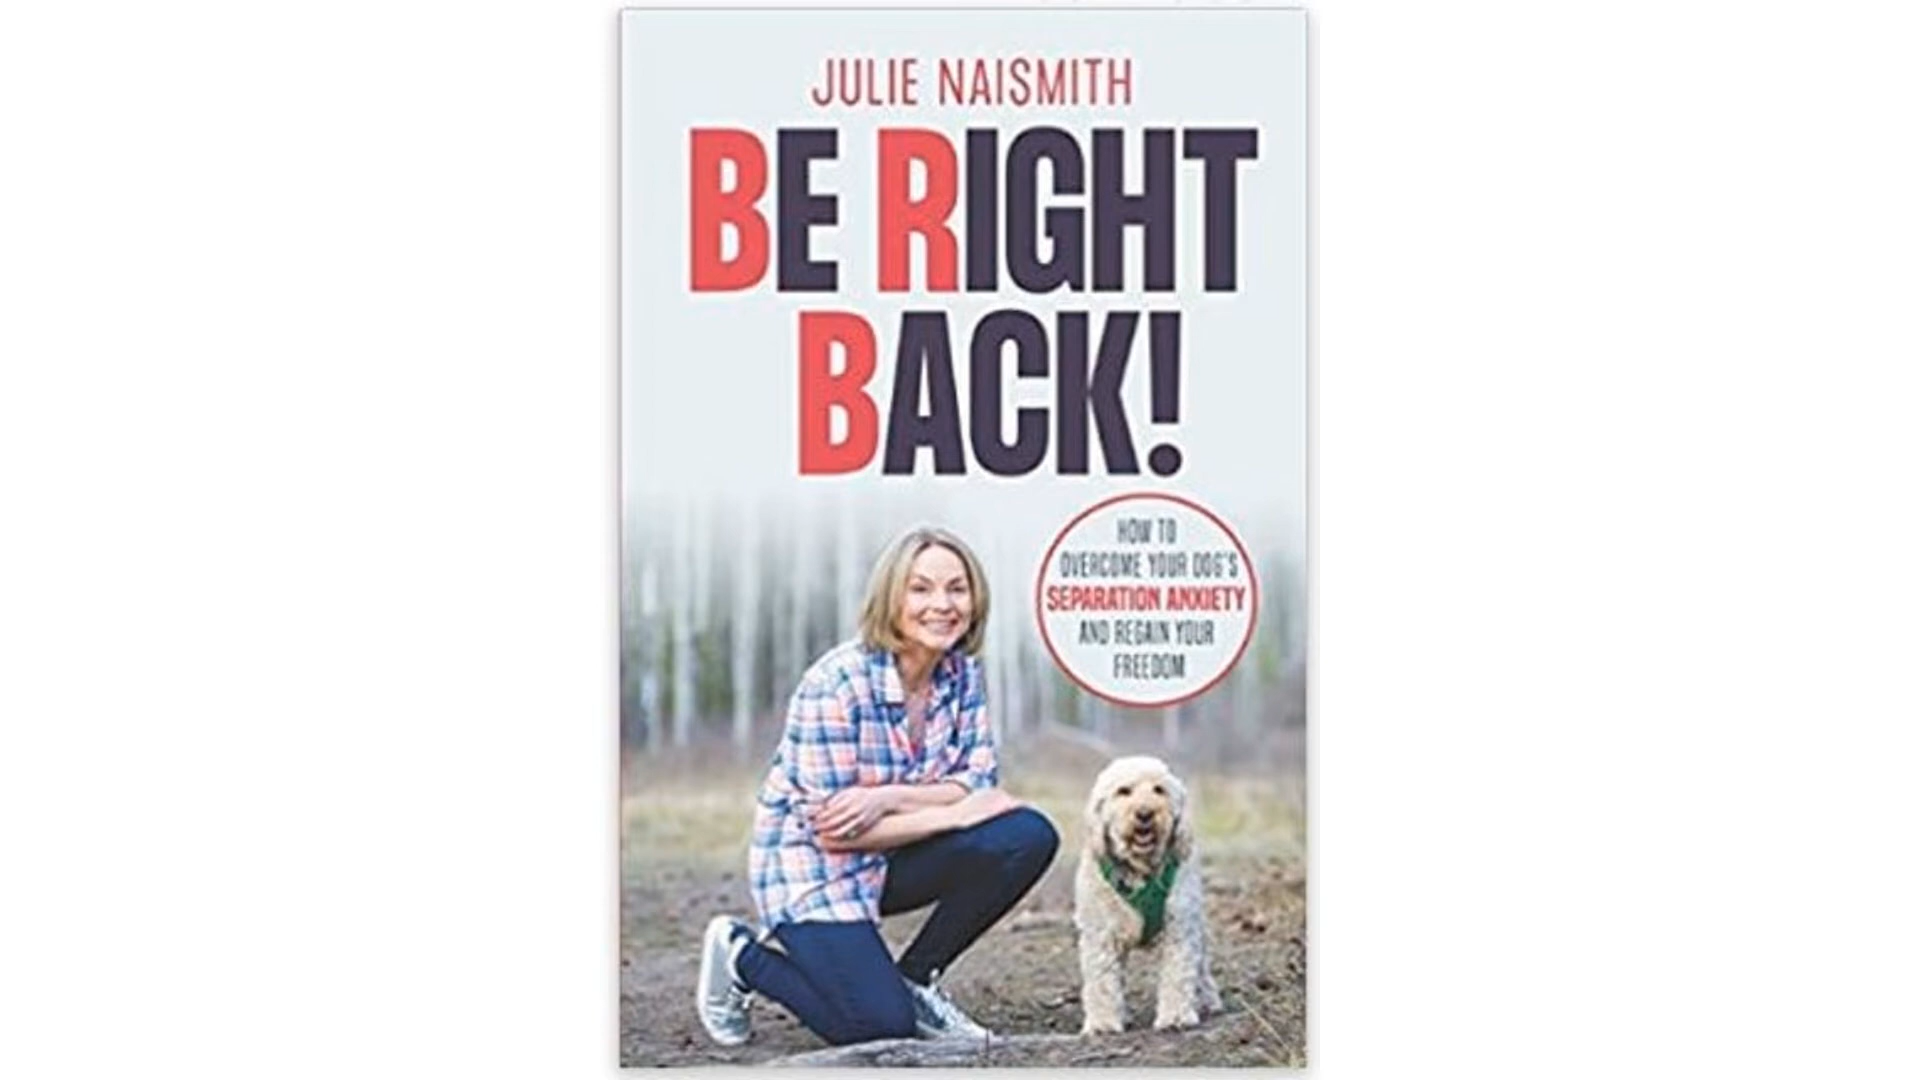 JULIE NAISMITH
BE RIGHT
BACK!
HOW TO
OVERCOME YOUR DOG'S
SEPARATION ANXIETY
AND REGAIN YOUR
FREEDOM